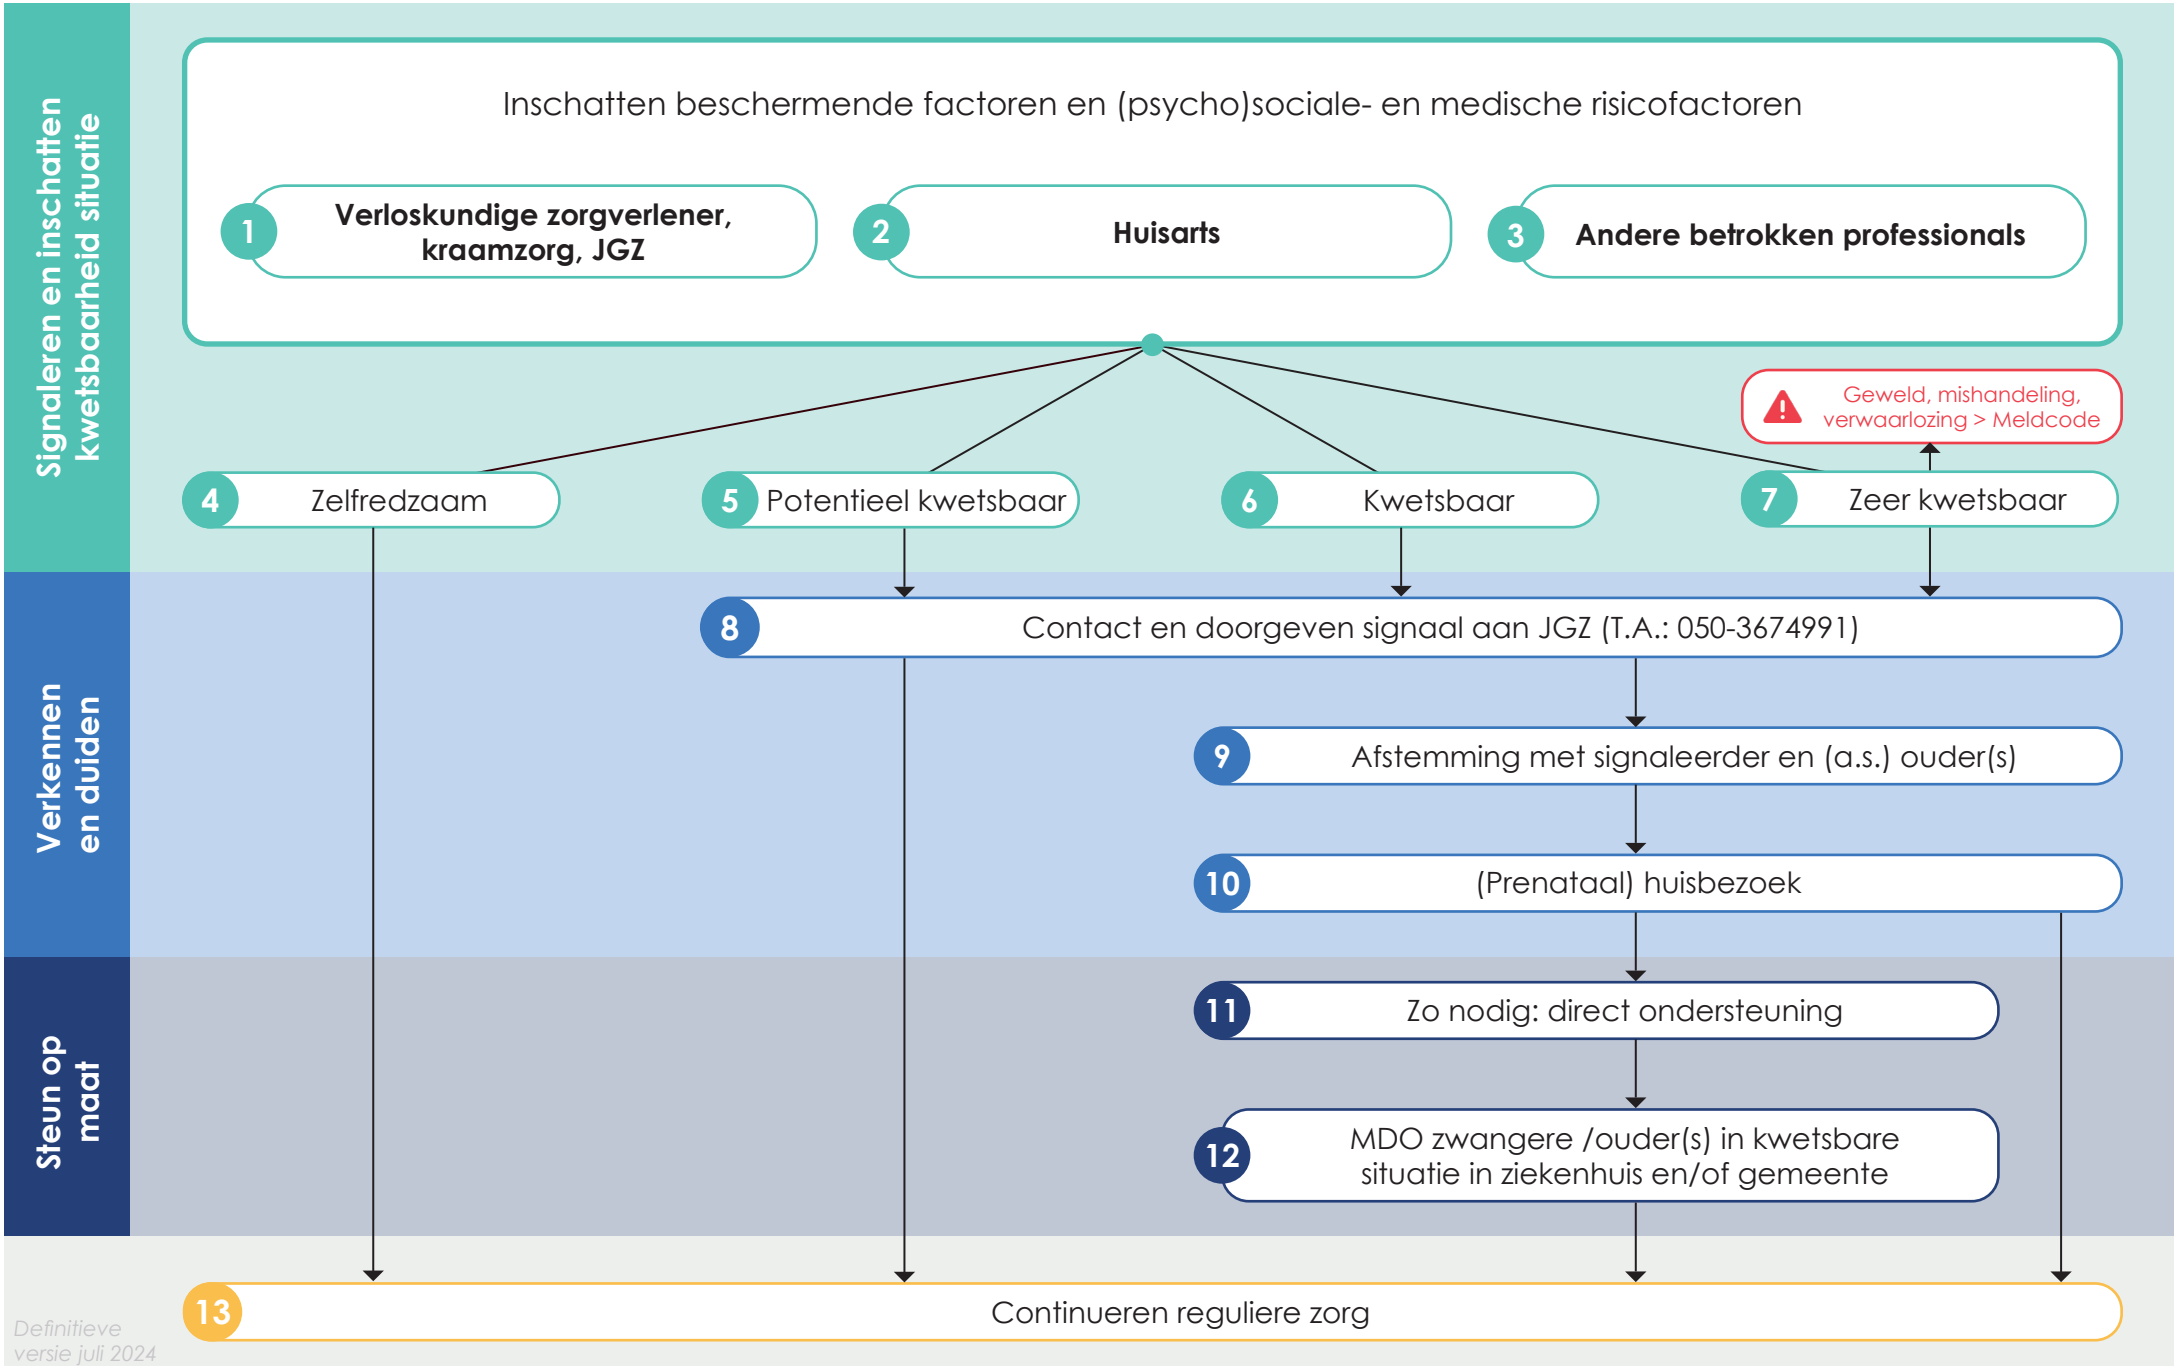 Signaleren en inschatten
kwetsbaarheid situatie
Inschatten beschermende factoren en (psycho)sociale- en medische risicofactoren
1
Verloskundige zorgverlener,
kraamzorg, JGZ
2
Huisarts
3
Andere betrokken professionals
Geweld, mishandeling,
verwaarlozing > Meldcode
4
Zelfredzaam
5
Potentieel kwetsbaar
6
Kwetsbaar
7
Zeer kwetsbaar
Verkennen
en duiden
8
Contact en doorgeven signaal aan JGZ (T.A.: 050-3674991)
9
Afstemming met signaleerder en (a.s.) ouder(s)
10
(Prenataal) huisbezoek
Steun op
maat
11
Zo nodig: direct ondersteuning
12
MDO zwangere /ouder(s) in kwetsbare
situatie in ziekenhuis en/of gemeente
13
Continueren reguliere zorg
Definitieve
versie juli 2024